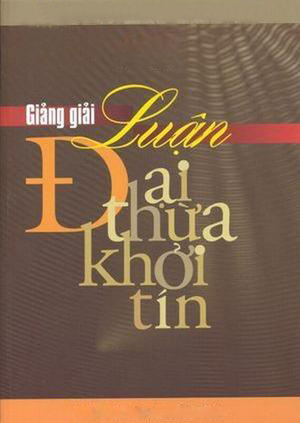 Giảng giải Luận
Đại
thừa
khởi
tín